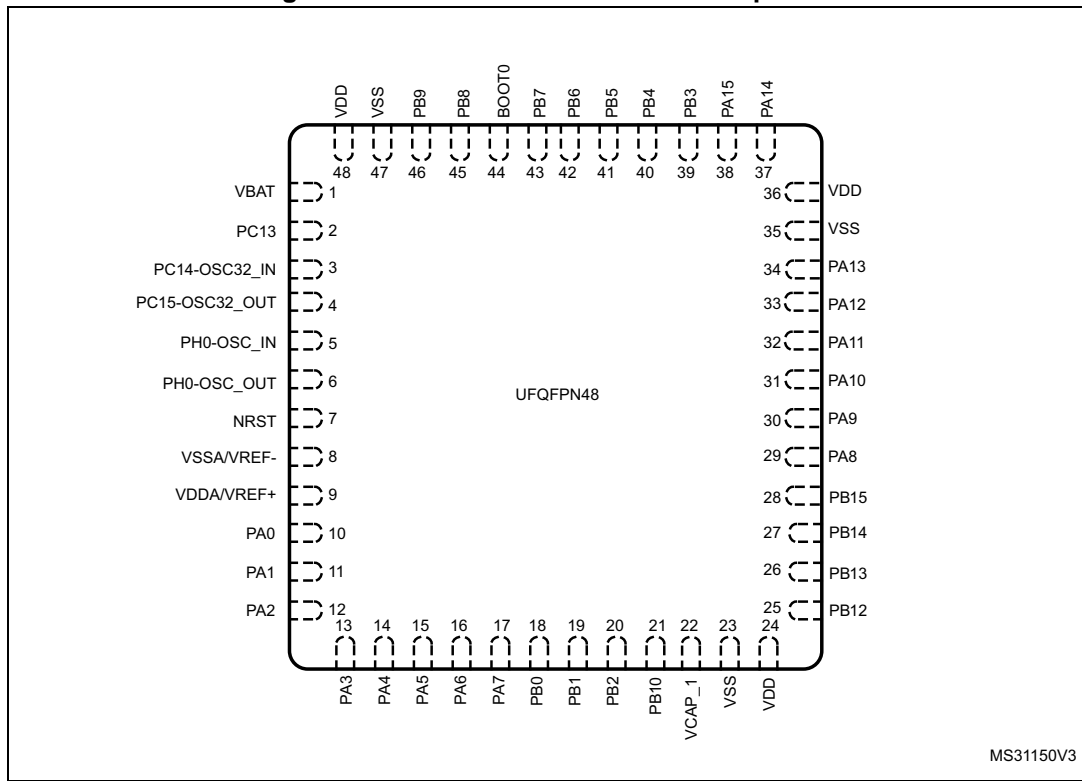 VDD
VSS
PB9
PB8
BOOT0
PB7
PB6
PB5
PB4
PB3
PA15
PA14
48 47 46 45 44 43 42 41 40 39 38 37
VBAT 1
PC13 2
PC14-OSC32_IN 3
PC15-OSC32_OUT 4
PH0-OSC_IN 5
PH0-OSC_OUT 6
NRST 7
VSSA/VREF- 8
VDDA/VREF+ 9
PA0 10
PA1 11
PA2 12
UFQFPN48
36 VDD
35 VSS
34 PA13
33 PA12
32 PA11
31 PA10
30 PA9
29 PA8
28 PB15
27 PB14
26 PB13
25 PB12
13 14 15 16 17 18 19 20 21 22 23 24
PA3
PA4
PA5
PA6
PA7
PB0
PB1
PB2
PB10
VCAP_1
VSS
VDD
MS31150V3